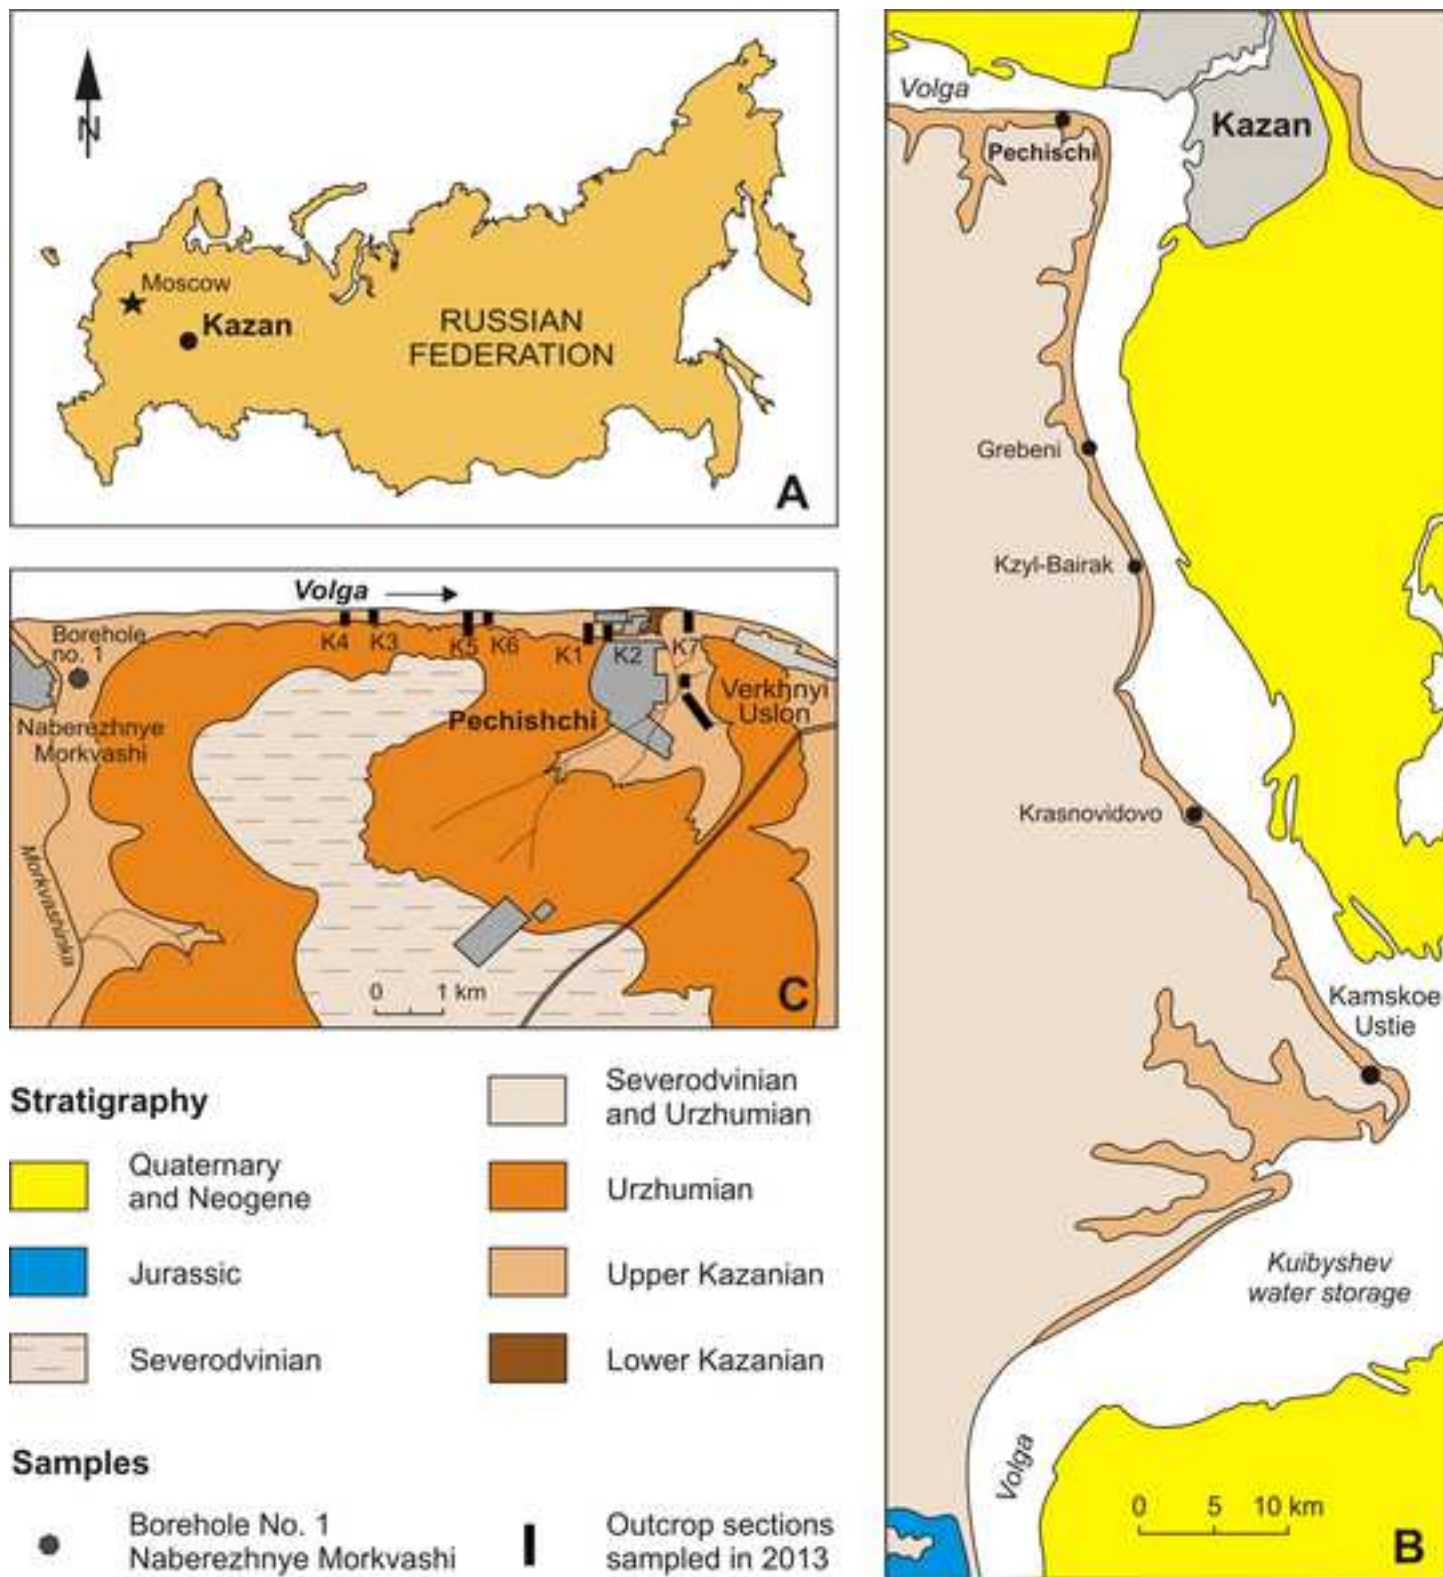 N
Moscow
Kazan
RUSSIAN
FEDERATION
A
Volga
Borehole
no. 1
K4
K3
K5
K6
K1
K2
K7
Naberezhnye
Morkvashi
Pechishchi
Verkhnyi
Uslon
Morkvashinka
0 1 km
C
Stratigraphy
Quaternary
and Neogene
Jurassic
Severodvinian
Severodvinian
and Urzhumian
Urzhumian
Upper Kazanian
Lower Kazanian
Samples
Borehole No. 1
Naberezhnye Morkvashi
Outcrop sections
sampled in 2013
Volga
Kazan
Pechischi
Grebeni
Kzyl-Bairak
Krasnovidovo
Kamskoe
Ustie
Kuibyshev
water storage
Volga
0 5 10 km
B